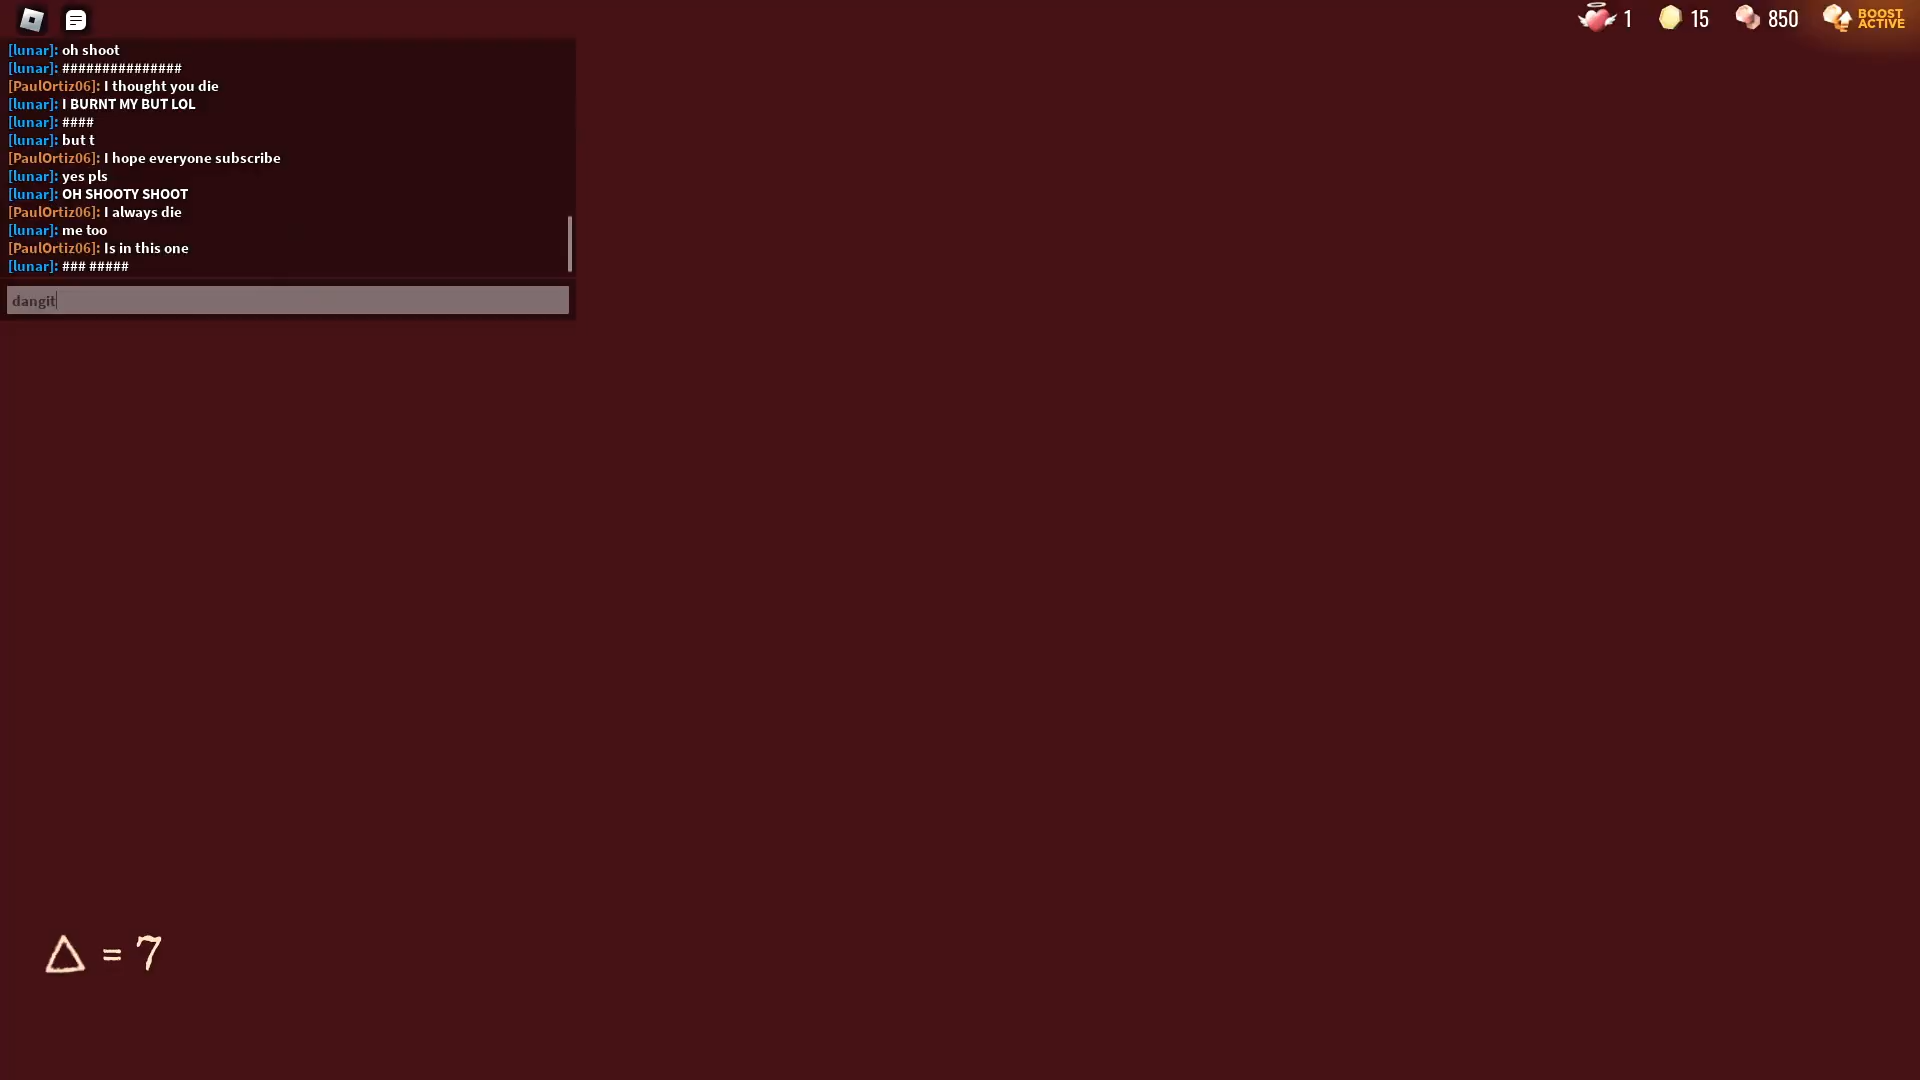 1 15 850 BOOST
ACTIVE
[lunar]: oh shoot
[lunar]: ###############
[PaulOrtiz06]: I thought you die
[lunar]: I BURNT MY BUT LOL
[lunar]: ####
[lunar]: but t
[PaulOrtiz06]: I hope everyone subscribe
[lunar]: yes pls
[lunar]: OH SHOOTY SHOOT
[PaulOrtiz06]: I always die
[lunar]: me too
[PaulOrtiz06]: Is in this one
[lunar]: ### #####
dangit
△ = 7